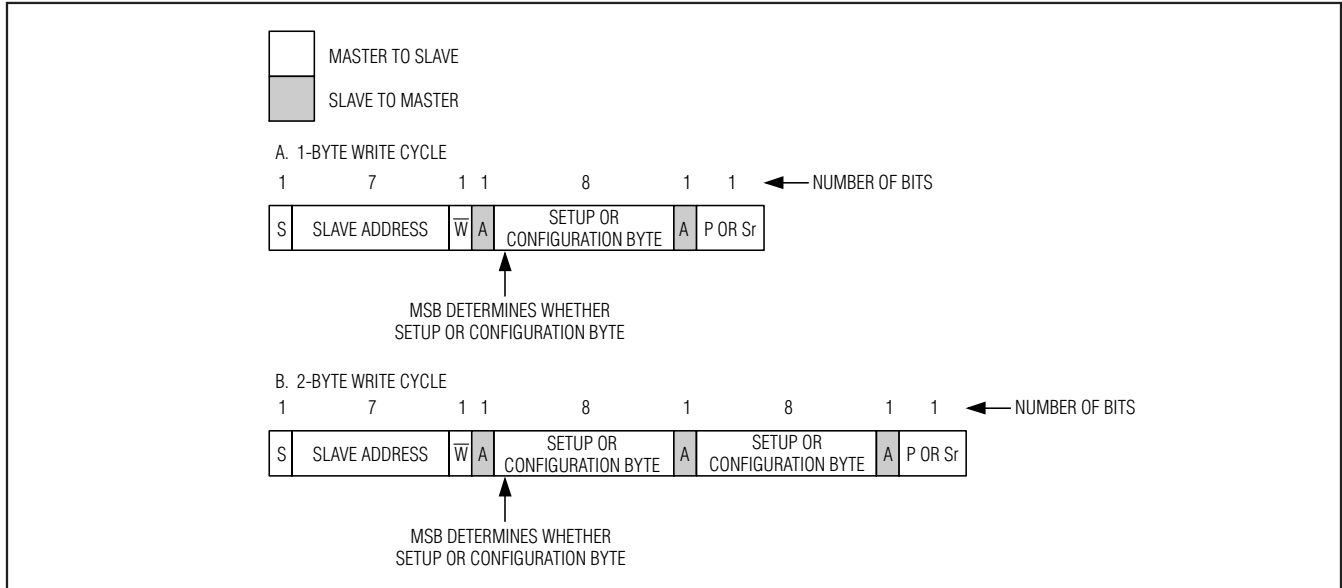 MASTER TO SLAVE
SLAVE TO MASTER
A. 1-BYTE WRITE CYCLE
1 7 1 1 8 1 1 NUMBER OF BITS
S SLAVE ADDRESS W̅ A SETUP OR CONFIGURATION BYTE A P OR Sr
MSB DETERMINES WHETHER
SETUP OR CONFIGURATION BYTE
B. 2-BYTE WRITE CYCLE
1 7 1 1 8 1 8 1 1 NUMBER OF BITS
S SLAVE ADDRESS W̅ A SETUP OR CONFIGURATION BYTE A SETUP OR CONFIGURATION BYTE A P OR Sr
MSB DETERMINES WHETHER
SETUP OR CONFIGURATION BYTE